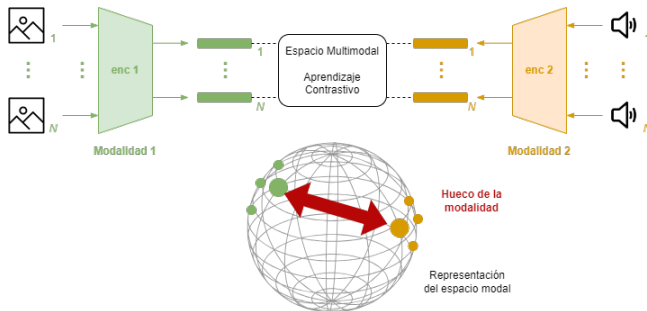 1
enc 1
1
Espacio Multimodal
Aprendizaje
Contrastivo
1
enc 2
N
N
N
N
Modalidad 1
Modalidad 2
Hueco de la
modalidad
Representación
del espacio modal